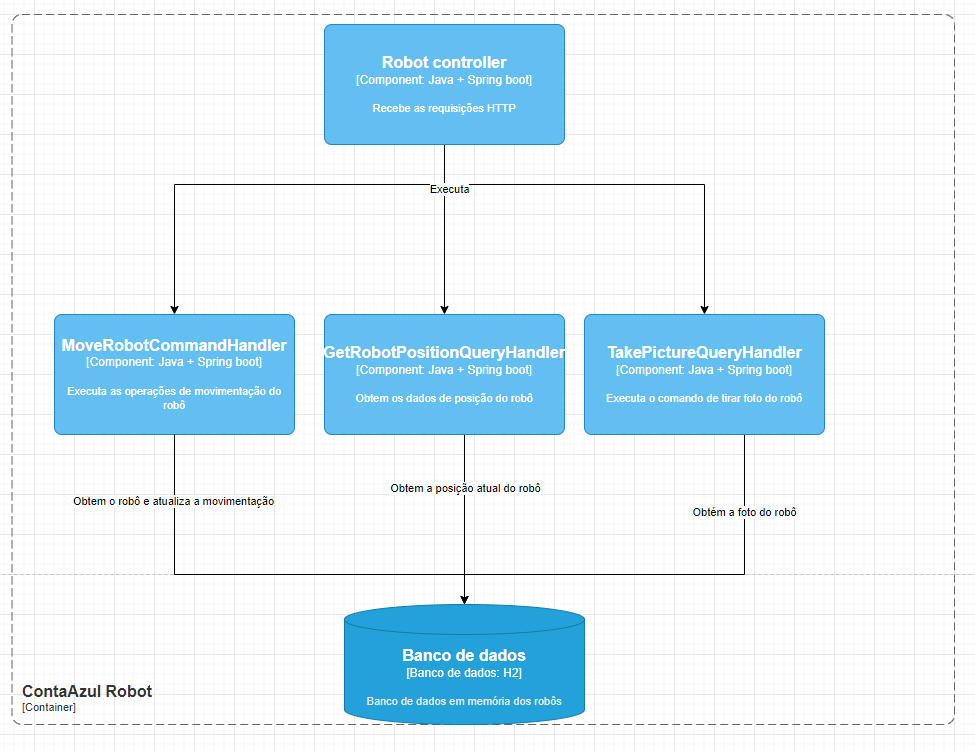 Robot controller
[Component: Java + Spring boot]
Recebe as requisições HTTP
Executa
MoveRobotCommandHandler
[Component: Java + Spring boot]
Executa as operações de movimentação do
robô
GetRobotPositionQueryHandler
[Component: Java + Spring boot]
Obtem os dados de posição do robô
TakePictureQueryHandler
[Component: Java + Spring boot]
Executa o comando de tirar foto do robô
Obtem o robô e atualiza a movimentação
Obtem a posição atual do robô
Obtém a foto do robô
Banco de dados
[Banco de dados: H2]
Banco de dados em memória dos robôs
ContaAzul Robot
[Container]